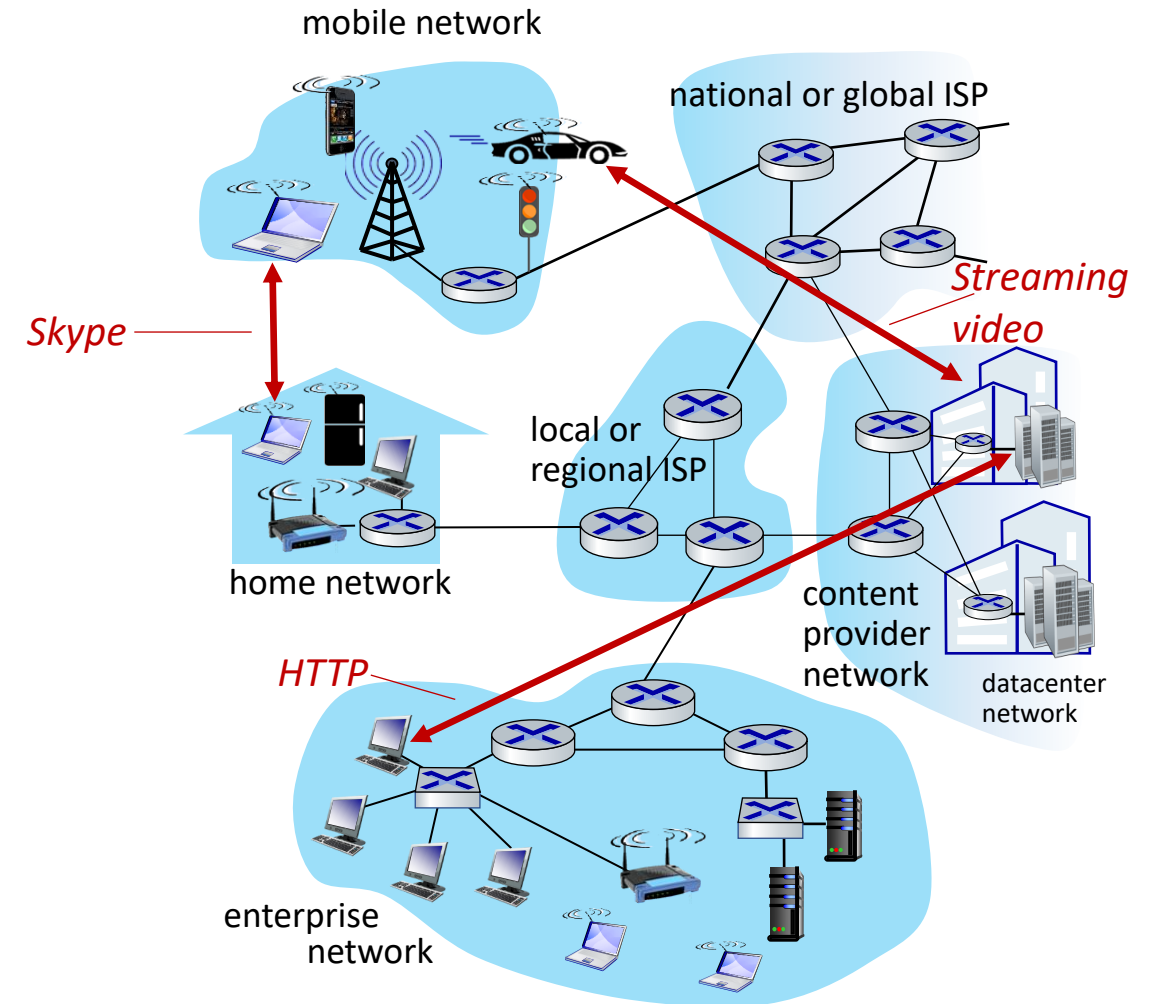 mobile network
national or global ISP
Streaming
video
Skype
local or
regional ISP
home network
content
provider
network
datacenter
network
HTTP
enterprise
network